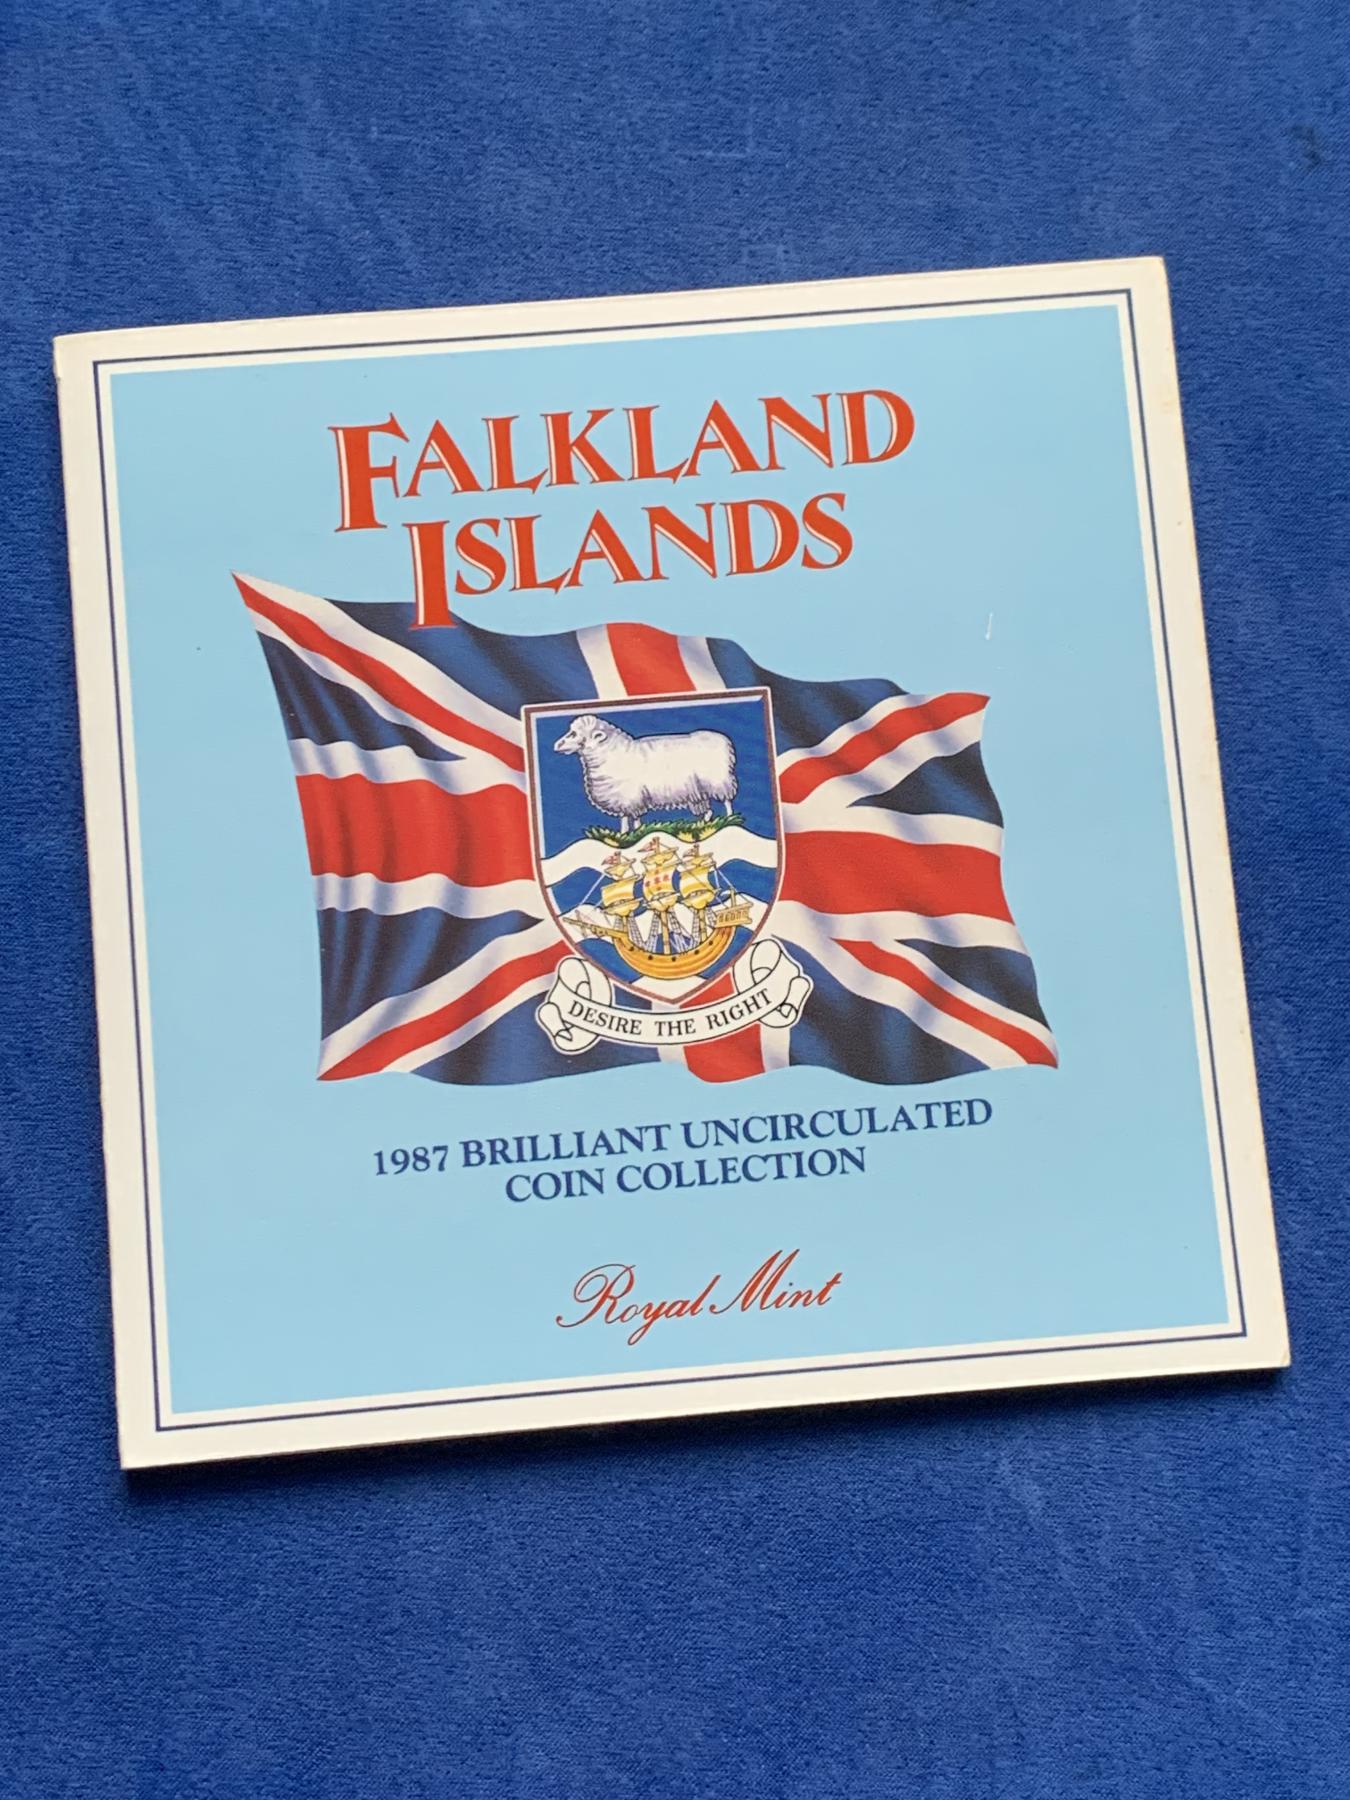 FALKLAND
ISLANDS
DESIRE THE RIGHT
1987 BRILLIANT UNCIRCULATED
COIN COLLECTION
Royal Mint